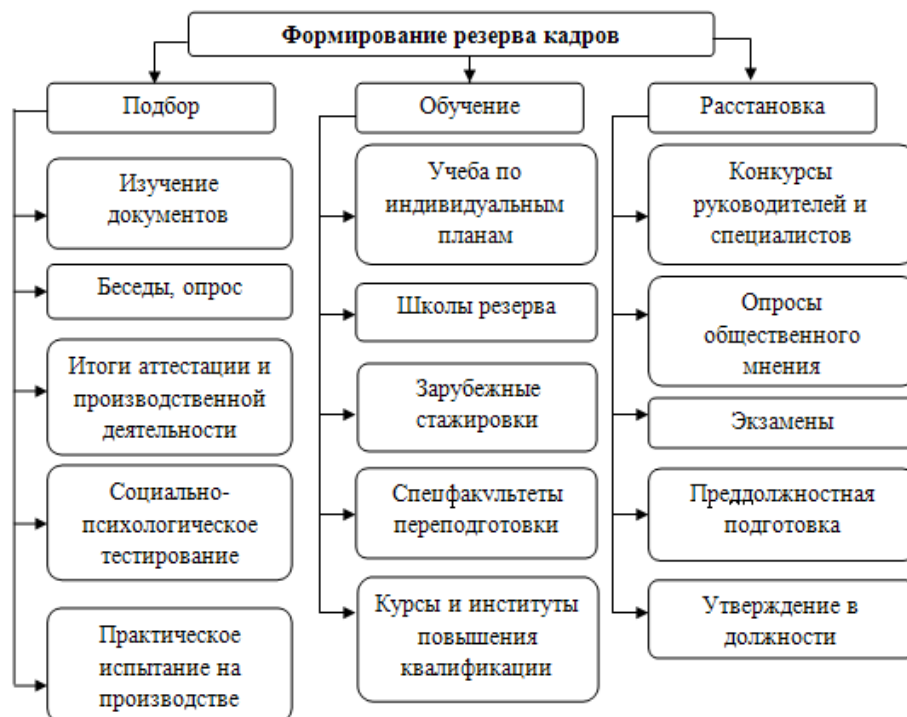 Формирование резерва кадров
Подбор
Изучение
документов
Беседы, опрос
Итоги аттестации и
производственной
деятельности
Социально-
психологическое
тестирование
Практическое
испытание на
производстве
Обучение
Учеба по
индивидуальным
планам
Школы резерва
Зарубежные
стажировки
Спецфакультеты
переподготовки
Курсы и институты
повышения
квалификации
Расстановка
Конкурсы
руководителей и
специалистов
Опросы
общественного
мнения
Экзамены
Преддолжностная
подготовка
Утверждение в
должности